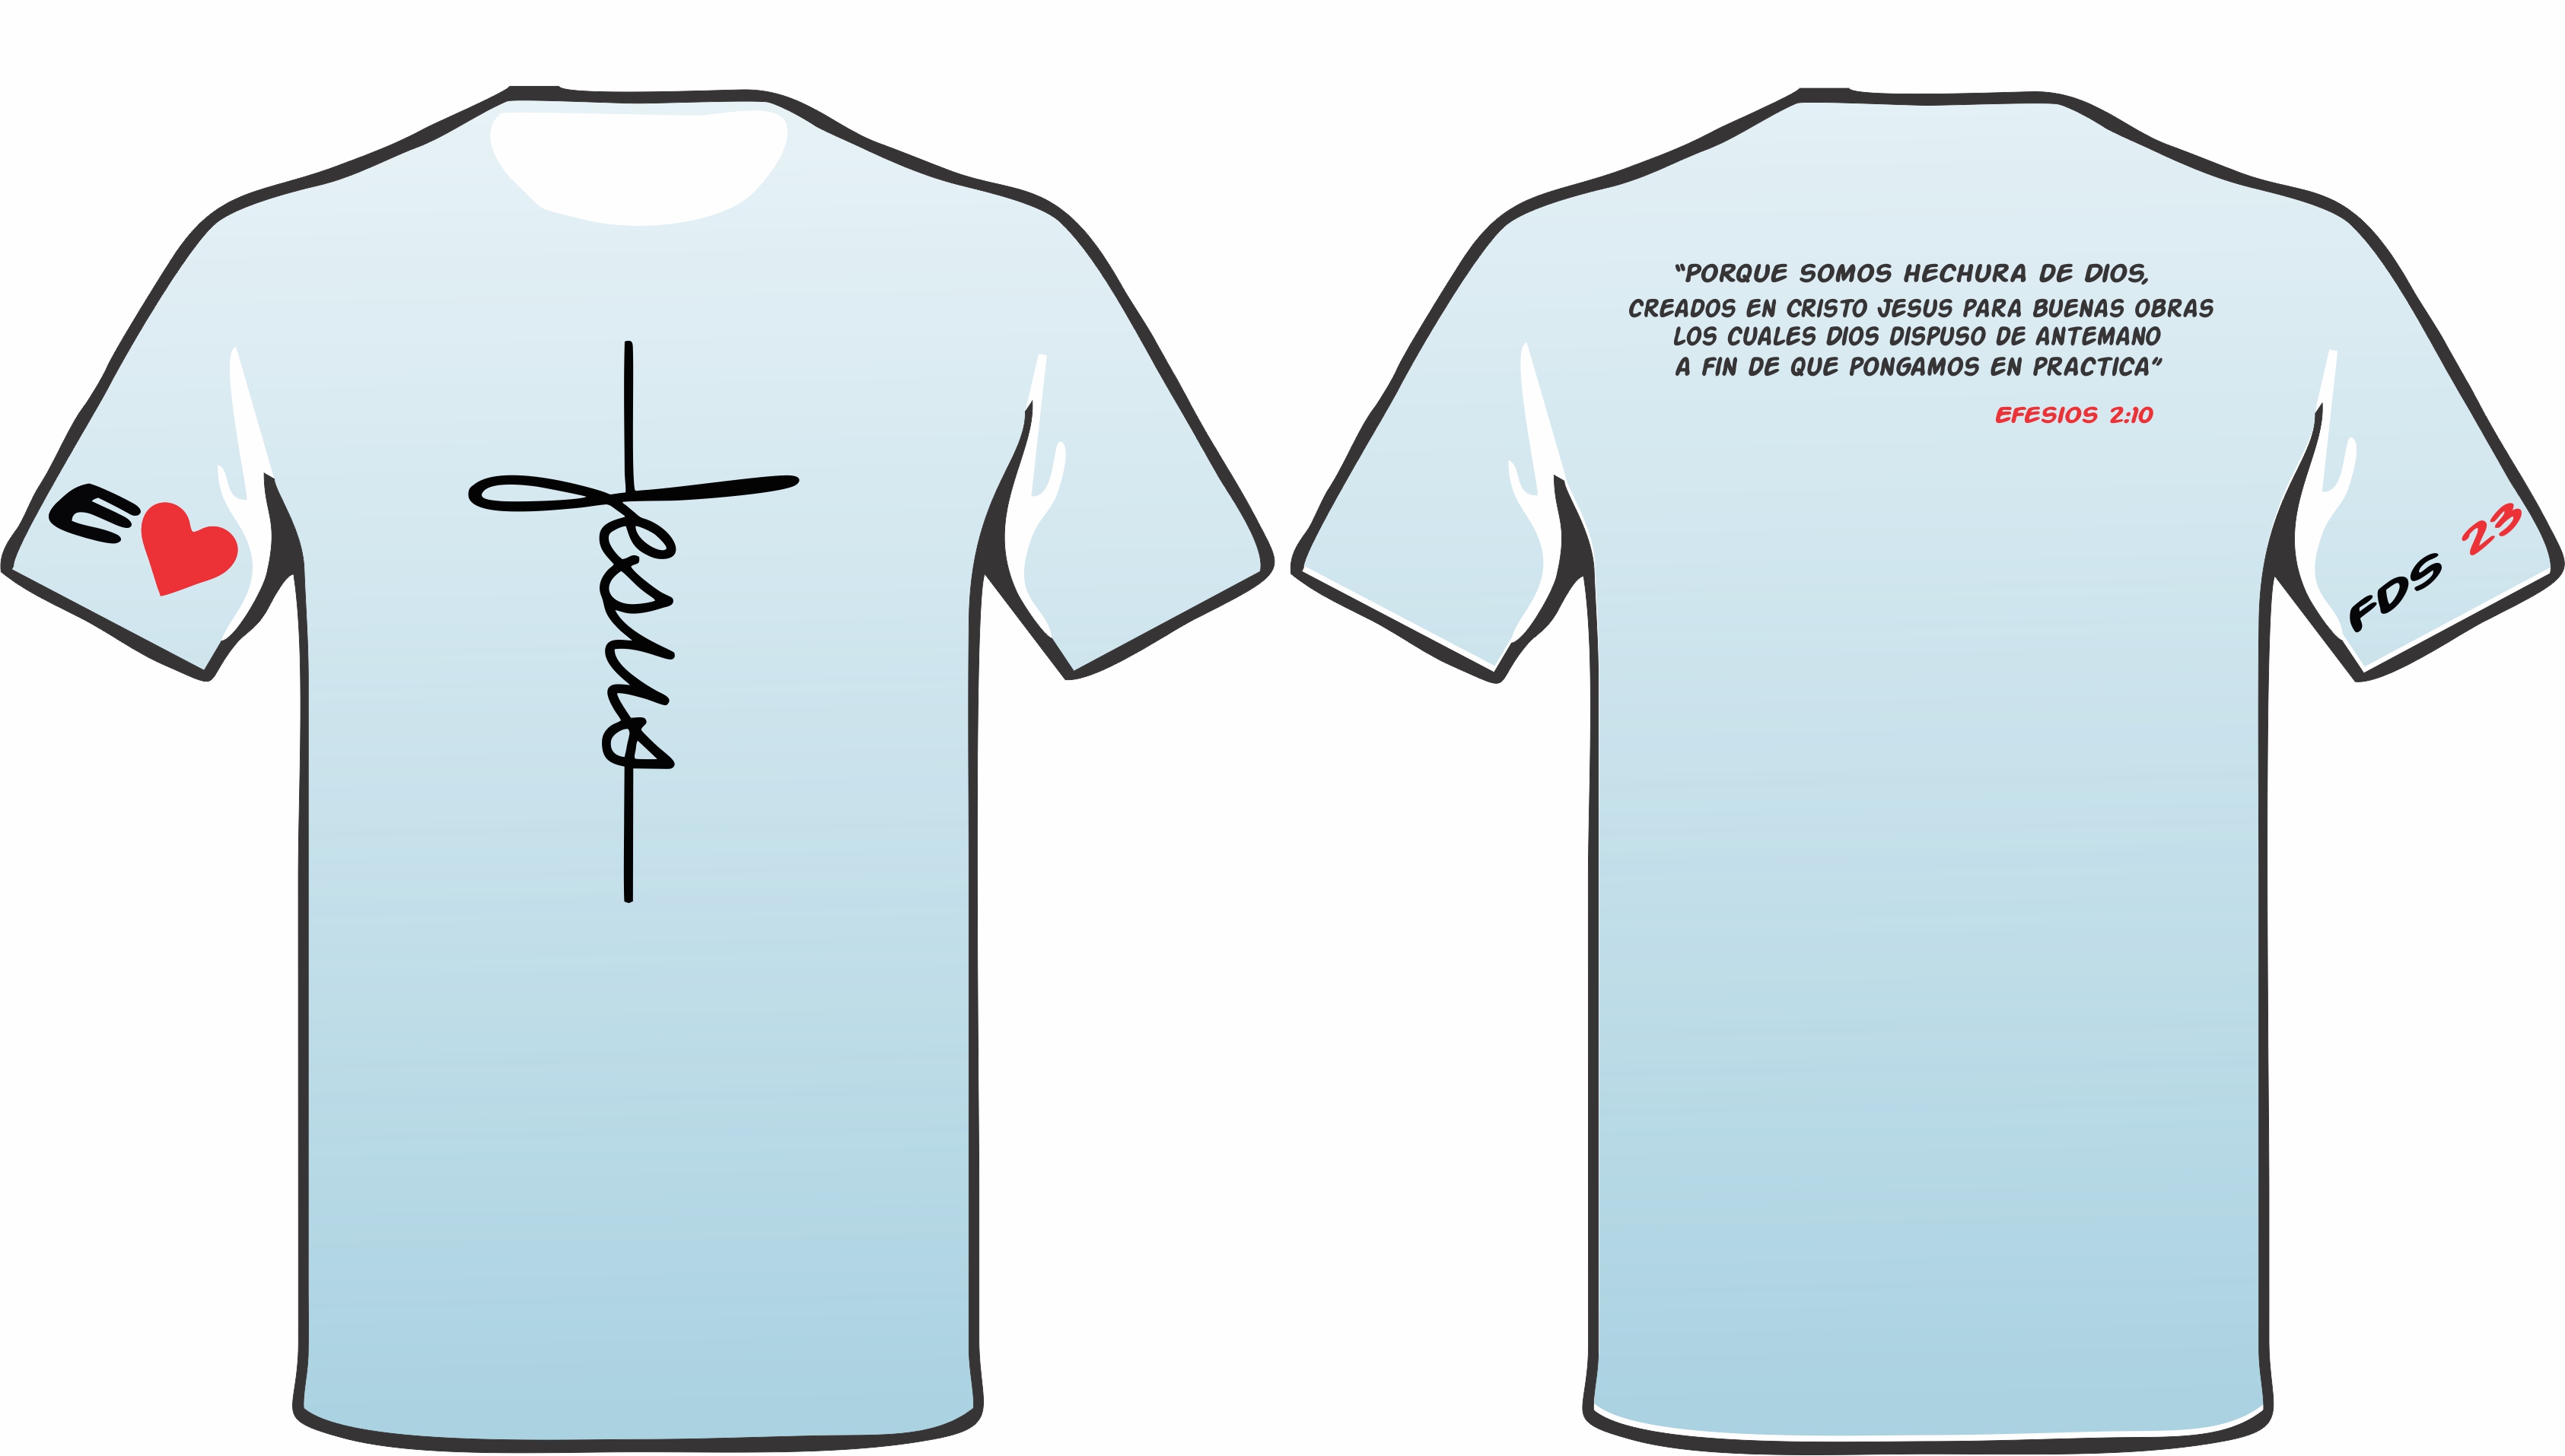 E
Jesus
"PORQUE SOMOS HECHURA DE DIOS,
CREADOS EN CRISTO JESUS PARA BUENAS OBRAS
LOS CUALES DIOS DISPUSO DE ANTEMANO
A FIN DE QUE PONGAMOS EN PRACTICA"
EFESIOS 2:10
FDS 23